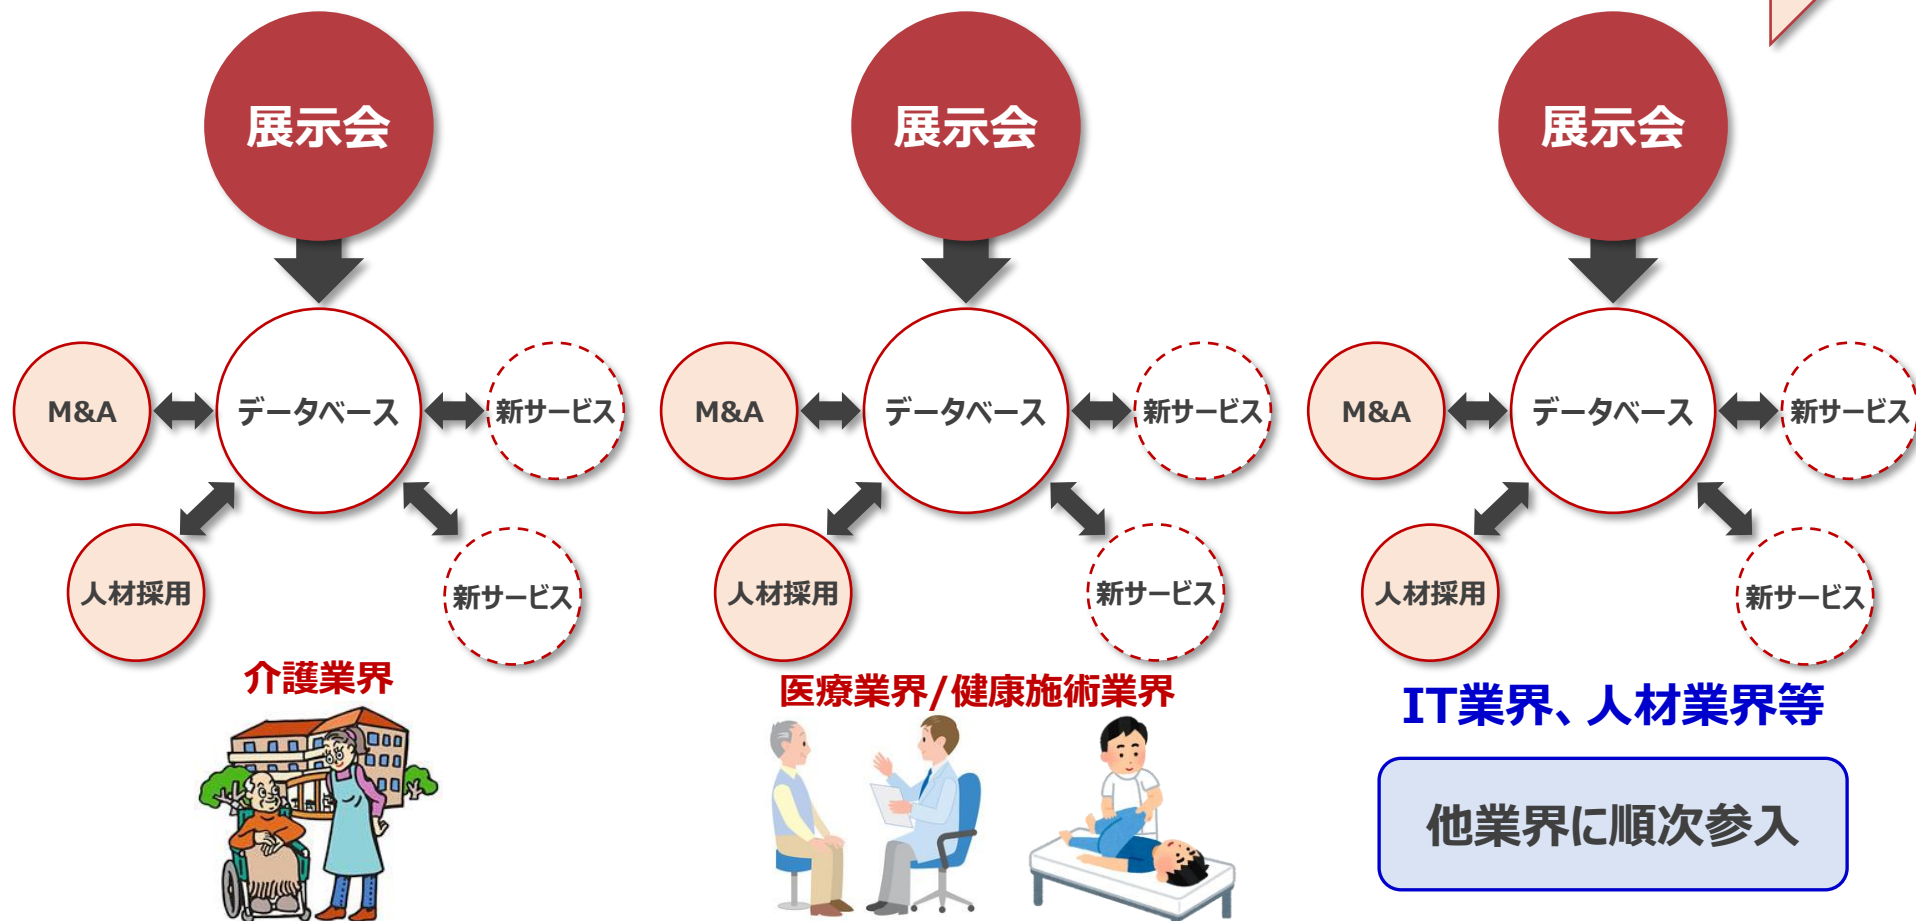 展示会
展示会
展示会
M&A
データベース
新サービス
M&A
データベース
新サービス
M&A
データベース
新サービス
人材採用
新サービス
人材採用
新サービス
人材採用
新サービス
介護業界
医療業界/健康施術業界
IT業界、人材業界等
他業界に順次参入